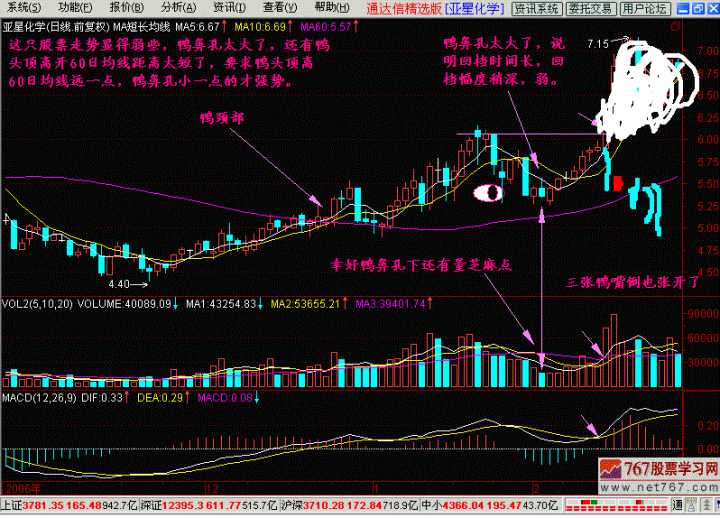 系统(S) 功能(F) 报价(B) 分析(A) 资讯(I) 查看(V) 帮助(H) 通达信精选版 [亚星化学] 资讯系统 委托交易 用户论坛
亚星化学(日线.前复权) MA短长均线 MA5:6.67↑ MA10:6.69↑ MA60:5.57↑
这只股票走势显得弱些，鸭鼻孔太大了，还有鸭
头顶离开60日均线距离太短了，要求鸭头顶离
60日均线远一点，鸭鼻孔小一点的才强势。
鸭鼻孔太大了，说
明回档时间长，回
档幅度稍深，弱。
7.15→
7.00
6.75
6.50
6.25
6.00
5.75
5.50
5.25
5.00
4.75
4.50
鸭颈部
幸好鸭鼻孔下还有量芝麻点
三张鸭嘴倒也张开了
4.40→
VOL2(5,10,20) VOLUME:40089.09↓ MA1:43254.83↓ MA2:53655.21↑ MA3:39401.74↑
90000
60000
30000
MACD(12,26,9) DIF:0.33↑ DEA:0.29↑ MACD:0.08↓
0.20
0.00
2006年 12 1 2
767股票学习网
www.net767.com
上证3781.35 165.48 942.7亿 深证12395.3 611.77 515.7亿 沪深3710.28 172.84 718.9亿 中小4366.04 195.47 43.70亿 通